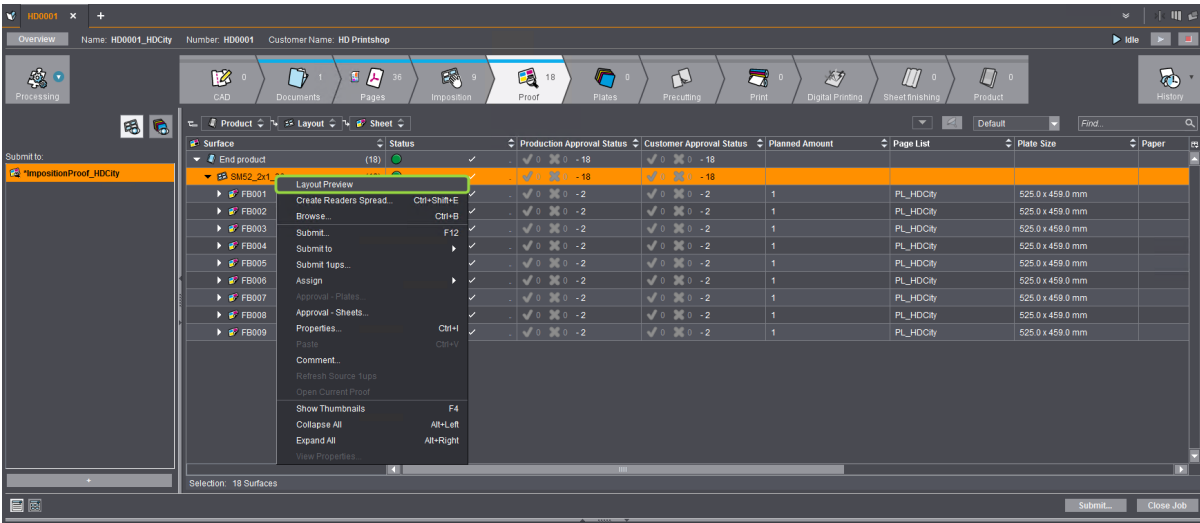 HD0001 × +
Overview Name: HD0001_HDCity Number: HD0001 Customer Name: HD Printshop Idle
Processing
CAD 0
Documents 1
Pages 36
Imposition 9
Proof 18
Plates 0
Precutting
Print 0
Digital Printing 0
Sheet finishing 0
Product 0
History
Product Layout Sheet Default Find...
Submit to:
*ImpositionProof_HDCity
+
Surface Status Production Approval Status Customer Approval Status Planned Amount Page List Plate Size Paper
End product (18) . 0 0 - 18 0 0 - 18
SM52_2x1_ . 0 0 - 18 0 0 - 18
FB001 . 0 0 - 2 0 0 - 2 1 PL_HDCity 525.0 x 459.0 mm
FB002 . 0 0 - 2 0 0 - 2 1 PL_HDCity 525.0 x 459.0 mm
FB003 . 0 0 - 2 0 0 - 2 1 PL_HDCity 525.0 x 459.0 mm
FB004 . 0 0 - 2 0 0 - 2 1 PL_HDCity 525.0 x 459.0 mm
FB005 . 0 0 - 2 0 0 - 2 1 PL_HDCity 525.0 x 459.0 mm
FB006 . 0 0 - 2 0 0 - 2 1 PL_HDCity 525.0 x 459.0 mm
FB007 . 0 0 - 2 0 0 - 2 1 PL_HDCity 525.0 x 459.0 mm
FB008 . 0 0 - 2 0 0 - 2 1 PL_HDCity 525.0 x 459.0 mm
FB009 . 0 0 - 2 0 0 - 2 1 PL_HDCity 525.0 x 459.0 mm
Layout Preview
Create Readers Spread... Ctrl+Shift+E
Browse... Ctrl+B
Submit... F12
Submit to
Submit 1ups...
Assign
Approval - Plates...
Approval - Sheets...
Properties... Ctrl+I
Paste Ctrl+V
Comment...
Refresh Source 1ups
Open Current Proof
Show Thumbnails F4
Collapse All Alt+Left
Expand All Alt+Right
View Properties...
Selection: 18 Surfaces
Submit... Close Job